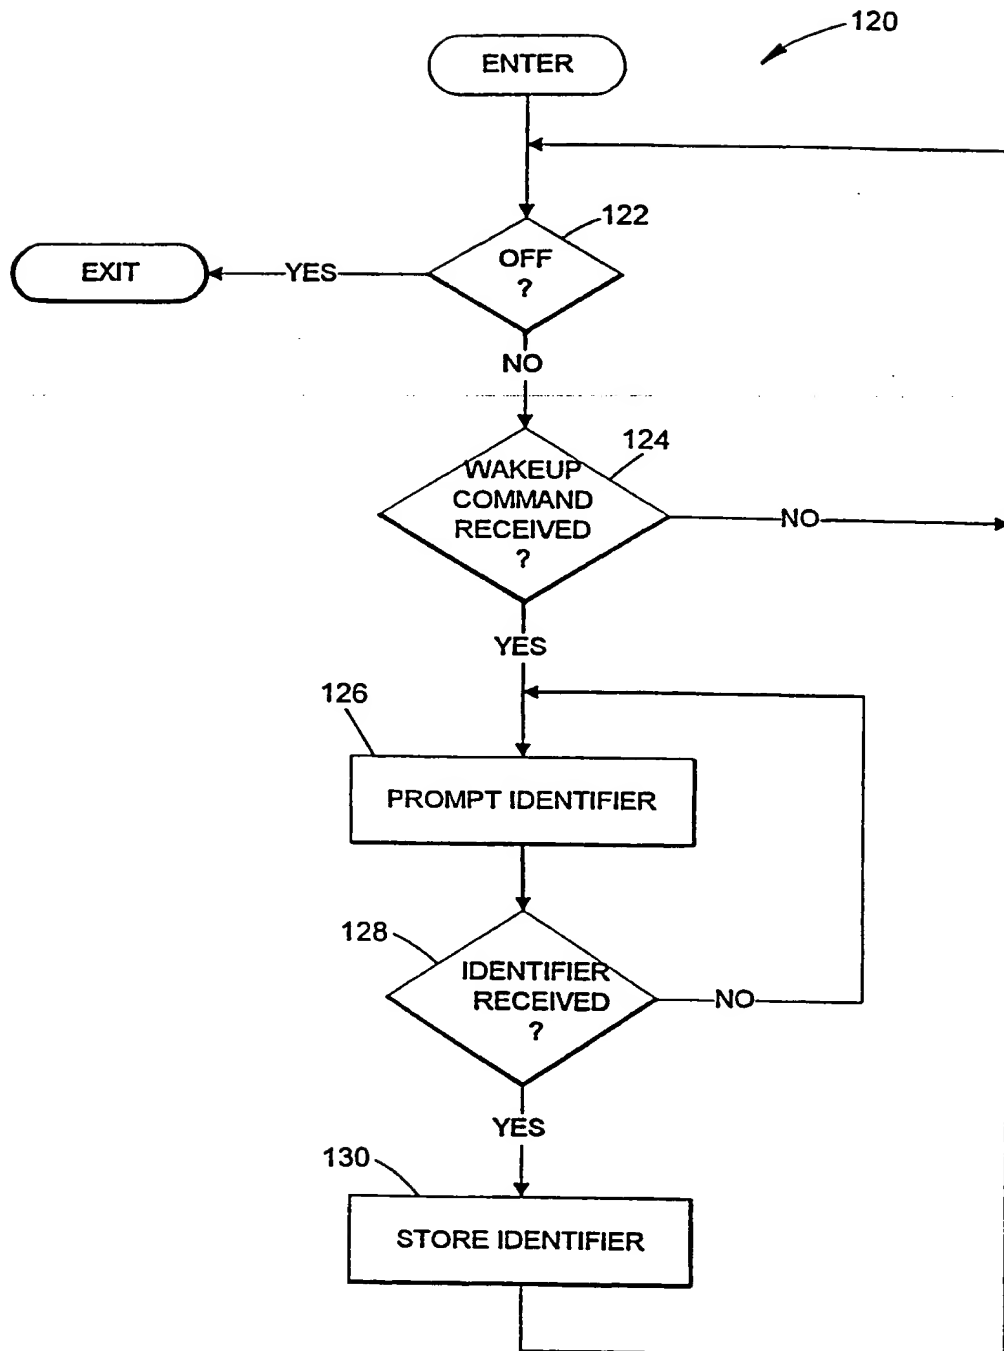 120
ENTER
122
OFF
?
YES
EXIT
NO
124
WAKEUP
COMMAND
RECEIVED
?
NO
YES
126
PROMPT IDENTIFIER
128
IDENTIFIER
RECEIVED
?
NO
YES
130
STORE IDENTIFIER